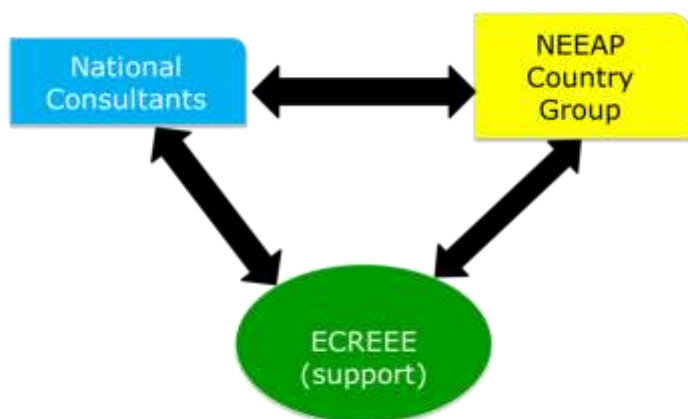 National
Consultants
NEEAP
Country
Group
ECREEE
(support)